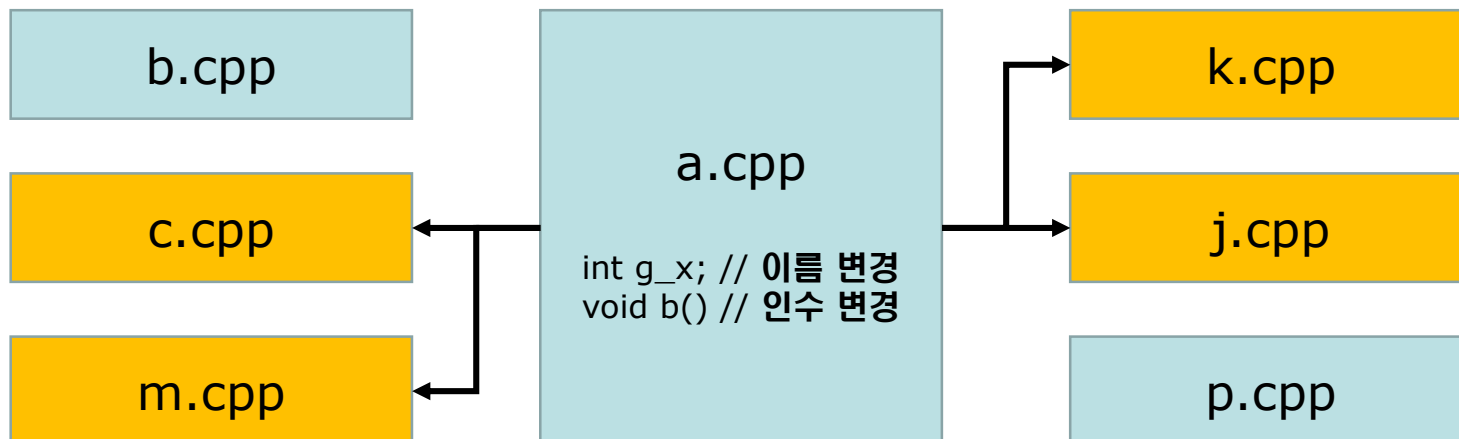 b.cpp
c.cpp
m.cpp
a.cpp
int g_x; // 이름 변경
void b() // 인수 변경
k.cpp
j.cpp
p.cpp